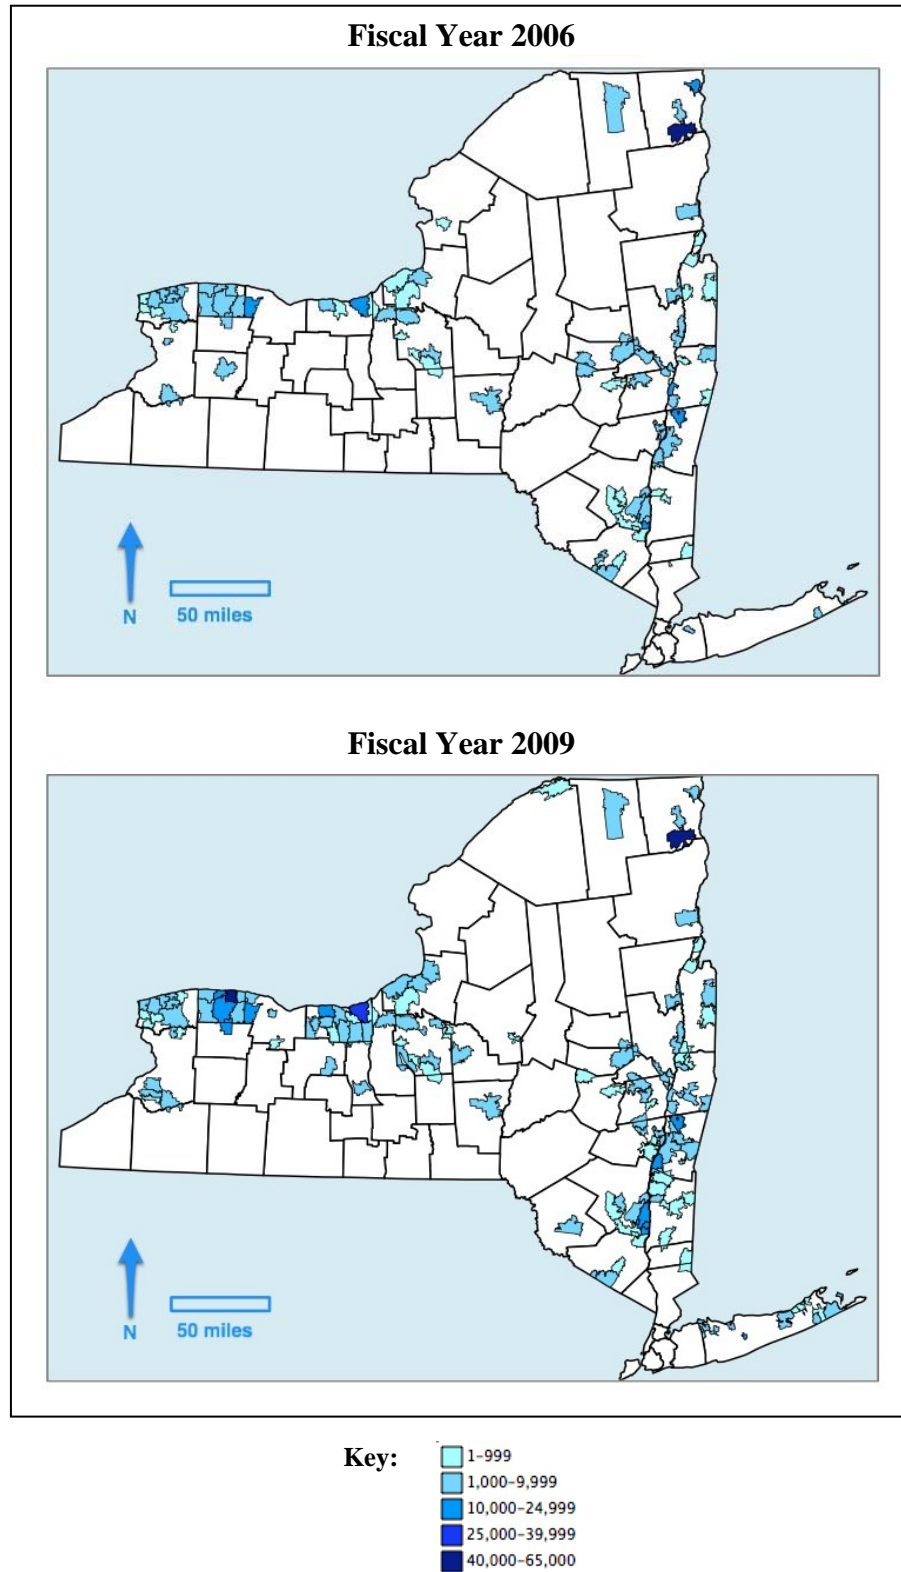 Fiscal Year 2006
N
50 miles
Fiscal Year 2009
N
50 miles
Key:
1-999
1,000-9,999
10,000-24,999
25,000-39,999
40,000-65,000